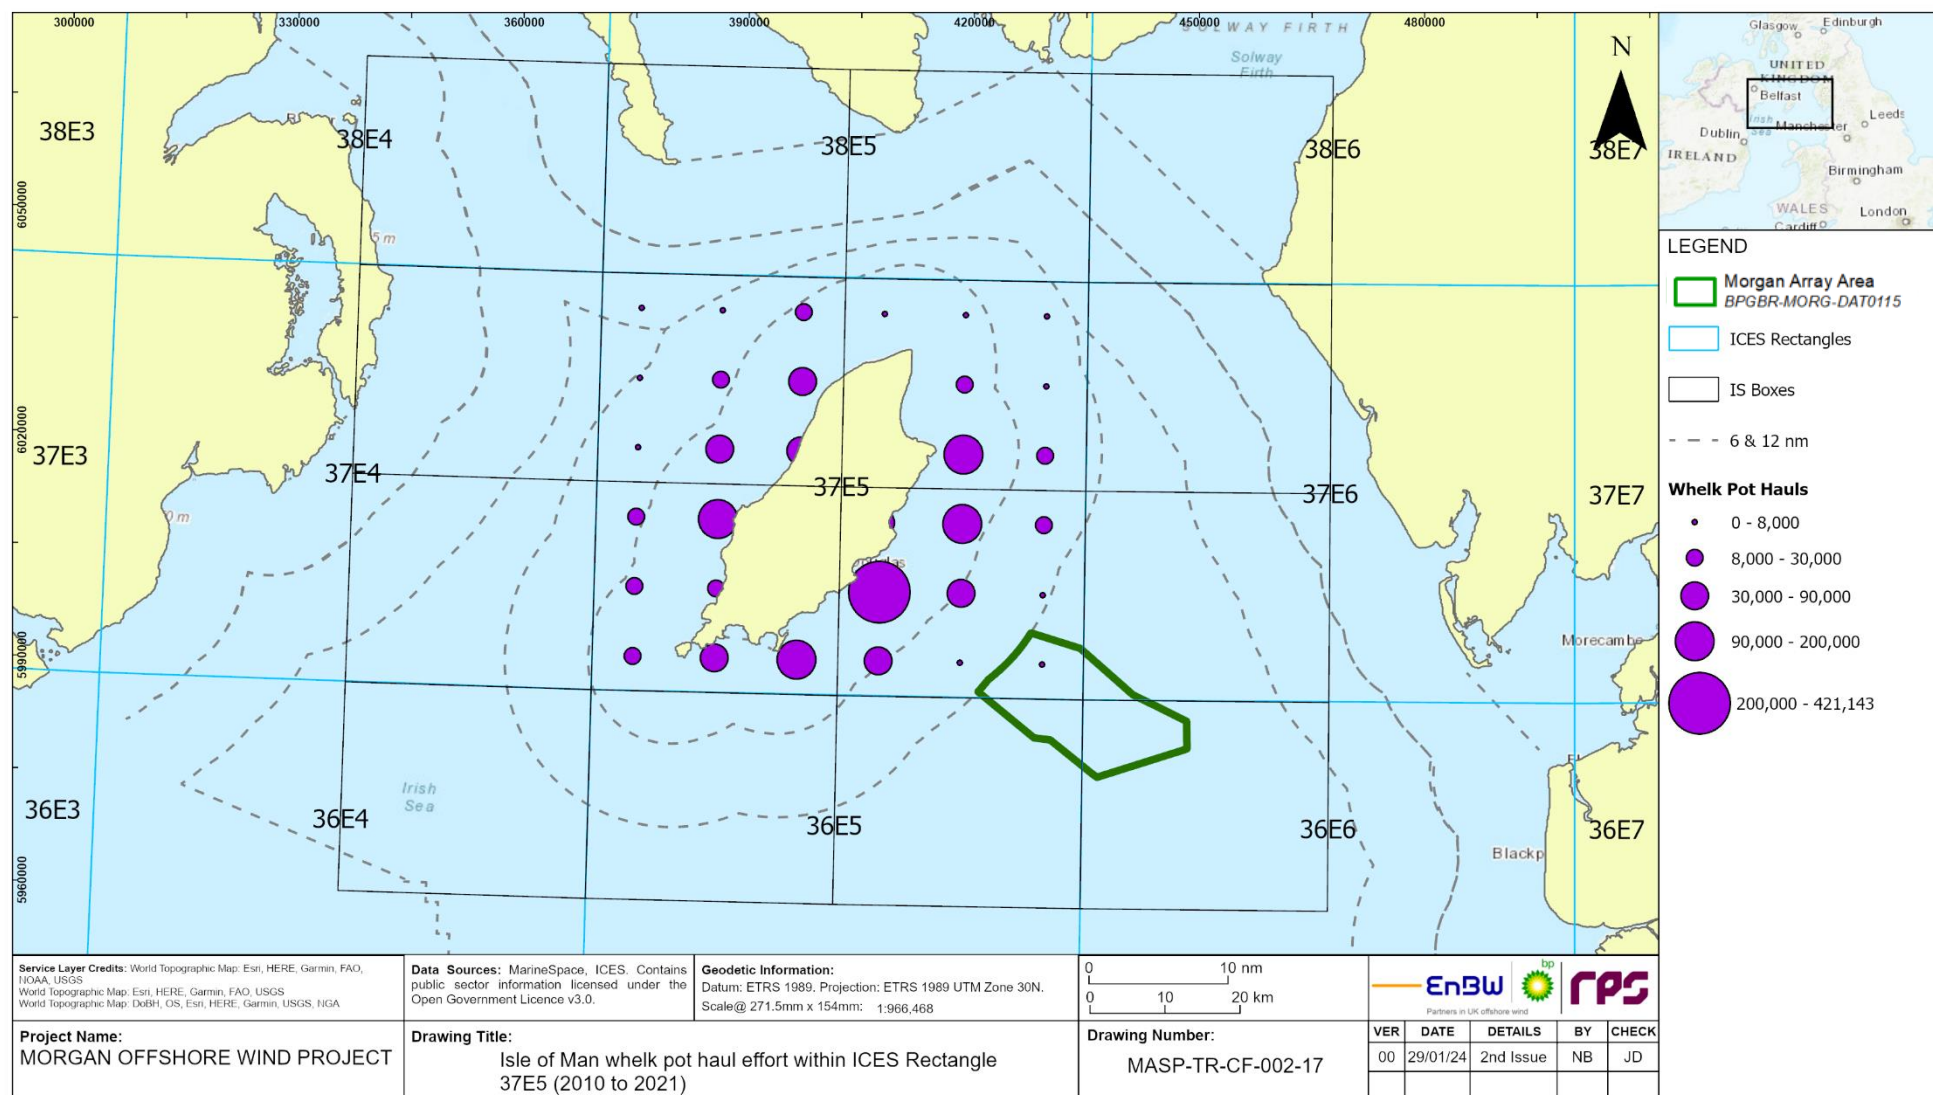 300000 330000 360000 390000 420000 450000 480000
SOLWAY FIRTH
Solway
Firth
38E3
38E4
38E5
38E6
38E7
6050000
5 m
6020000
37E3
37E4
37E5
37E6
37E7
0 m
5990000
Morecambe
Irish
Sea
36E3
36E4
36E5
36E6
36E7
Blackp
5960000
N
Glasgow
Edinburgh
UNITED
KINGDOM
Belfast
Irish
Sea
Leeds
Manchester
Dublin
IRELAND
Birmingham
WALES
London
Cardiff
LEGEND
Morgan Array Area
BPGBR-MORG-DAT0115
ICES Rectangles
IS Boxes
6 & 12 nm
Whelk Pot Hauls
0 - 8,000
8,000 - 30,000
30,000 - 90,000
90,000 - 200,000
200,000 - 421,143
Service Layer Credits: World Topographic Map: Esri, HERE, Garmin, FAO,
NOAA, USGS
World Topographic Map: Esri, HERE, Garmin, FAO, USGS
World Topographic Map: DoBH, OS, Esri, HERE, Garmin, USGS, NGA
Data Sources: MarineSpace, ICES. Contains
public sector information licensed under the
Open Government Licence v3.0.
Geodetic Information:
Datum: ETRS 1989. Projection: ETRS 1989 UTM Zone 30N.
Scale@ 271.5mm x 154mm: 1:966,468
0 10 nm
0 10 20 km
EnBW
bp
rps
Partners in UK offshore wind
Project Name:
MORGAN OFFSHORE WIND PROJECT
Drawing Title:
Isle of Man whelk pot haul effort within ICES Rectangle
37E5 (2010 to 2021)
Drawing Number:
MASP-TR-CF-002-17
VER DATE DETAILS BY CHECK
00 29/01/24 2nd Issue NB JD